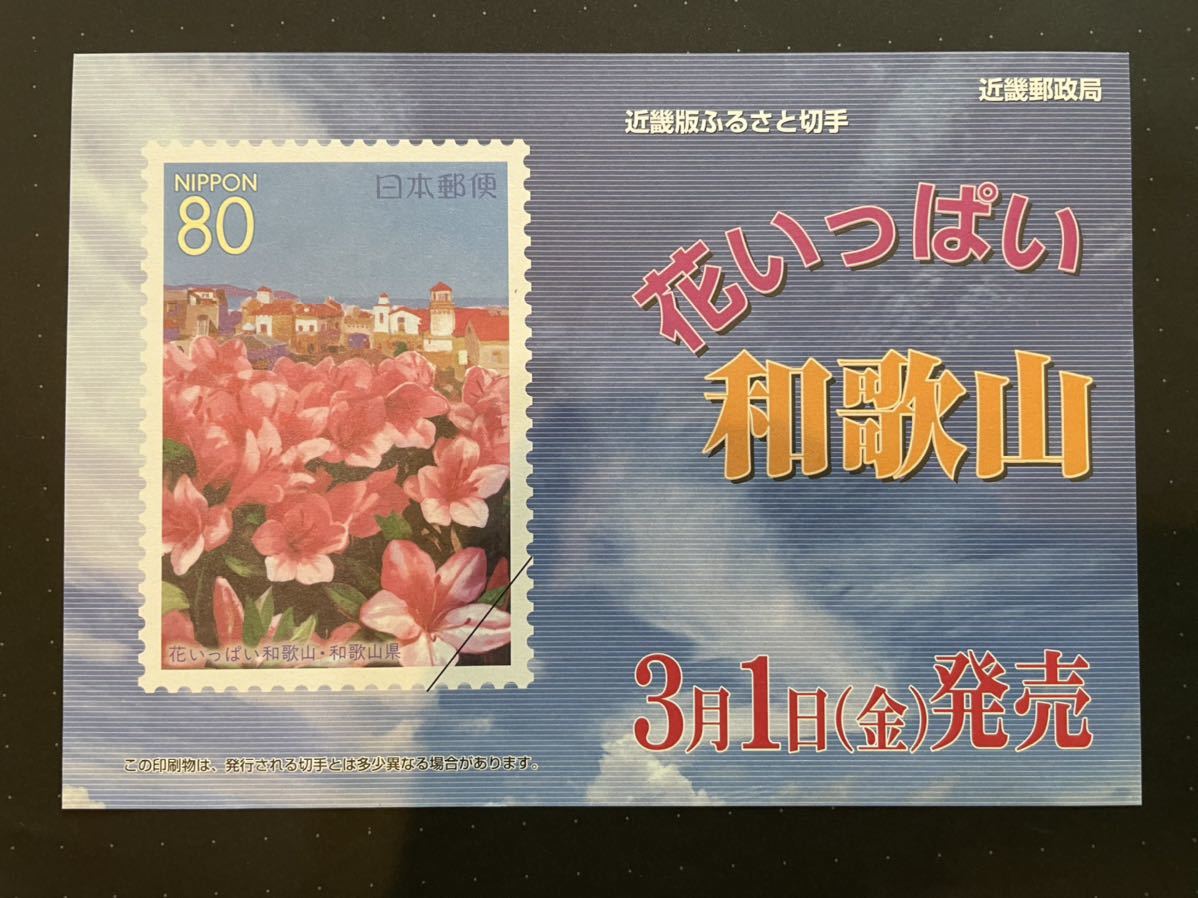 近畿郵政局
近畿版ふるさと切手
NIPPON
日本郵便
80
花いっぱい
和歌山
花いっぱい和歌山・和歌山県
3月1日(金)発売
この印刷物は、発行される切手とは多少異なる場合があります。